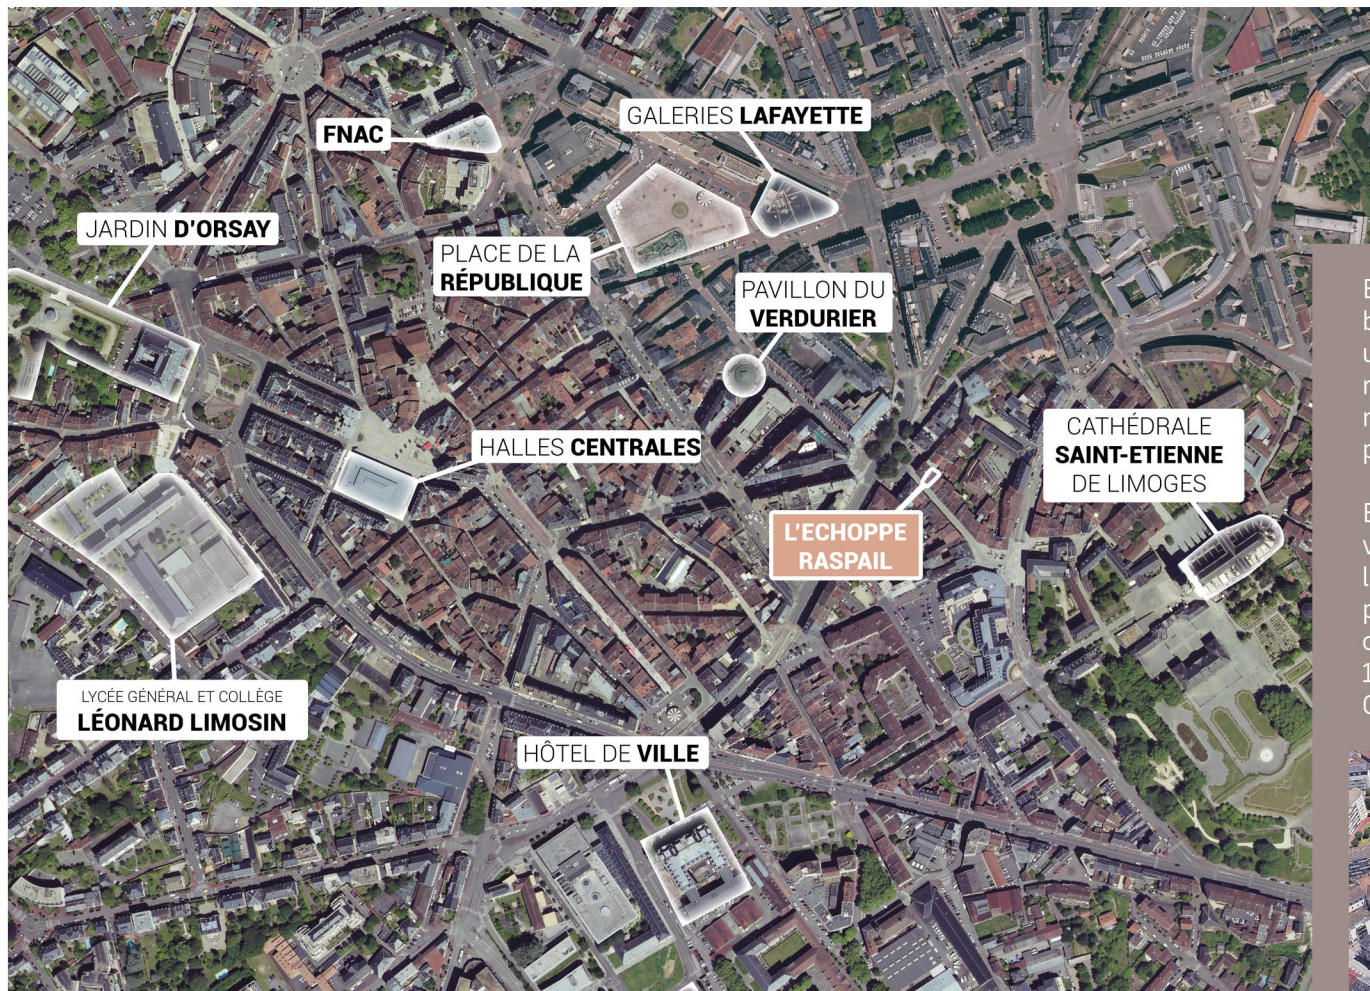 GALERIES LAFAYETTE
FNAC
JARDIN D'ORSAY
PLACE DE LA
RÉPUBLIQUE
PAVILLON DU
VERDURIER
HALLES CENTRALES
CATHÉDRALE
SAINT-ETIENNE
DE LIMOGES
L'ECHOPPE
RASPAIL
LYCÉE GÉNÉRAL ET COLLÈGE
LÉONARD LIMOSIN
HÔTEL DE VILLE